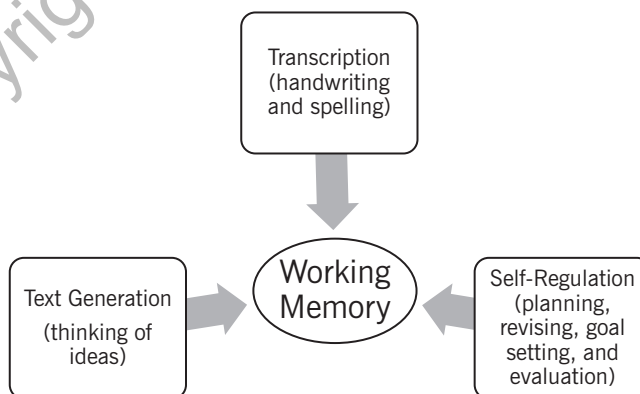 Transcription
(handwriting
and spelling)
Working
Memory
Text Generation
(thinking of
ideas)
Self-Regulation
(planning,
revising, goal
setting, and
evaluation)